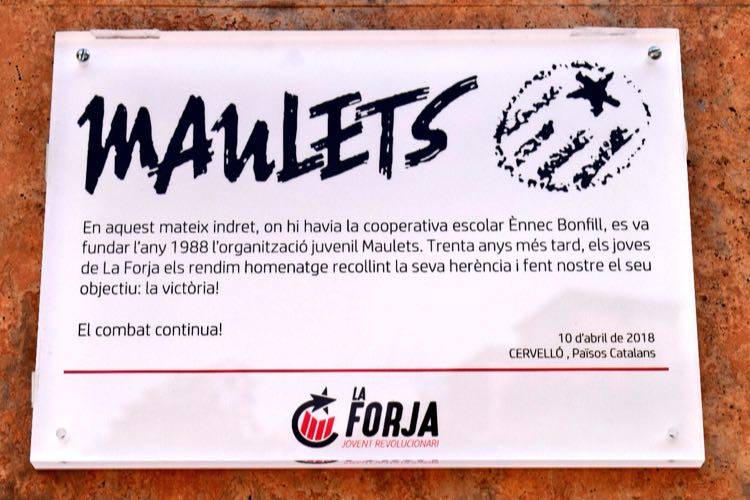 MAULETS
En aquest mateix indret, on hi havia la cooperativa escolar Ènnec Bonfill, es va
fundar l'any 1988 l'organització juvenil Maulets. Trenta anys més tard, els joves
de La Forja els rendim homenatge recollint la seva herència i fent nostre el seu
objectiu: la victòria!
El combat continua!
10 d'abril de 2018
CERVELLÓ , Països Catalans
LA
FORJA
JOVENT REVOLUCIONARI